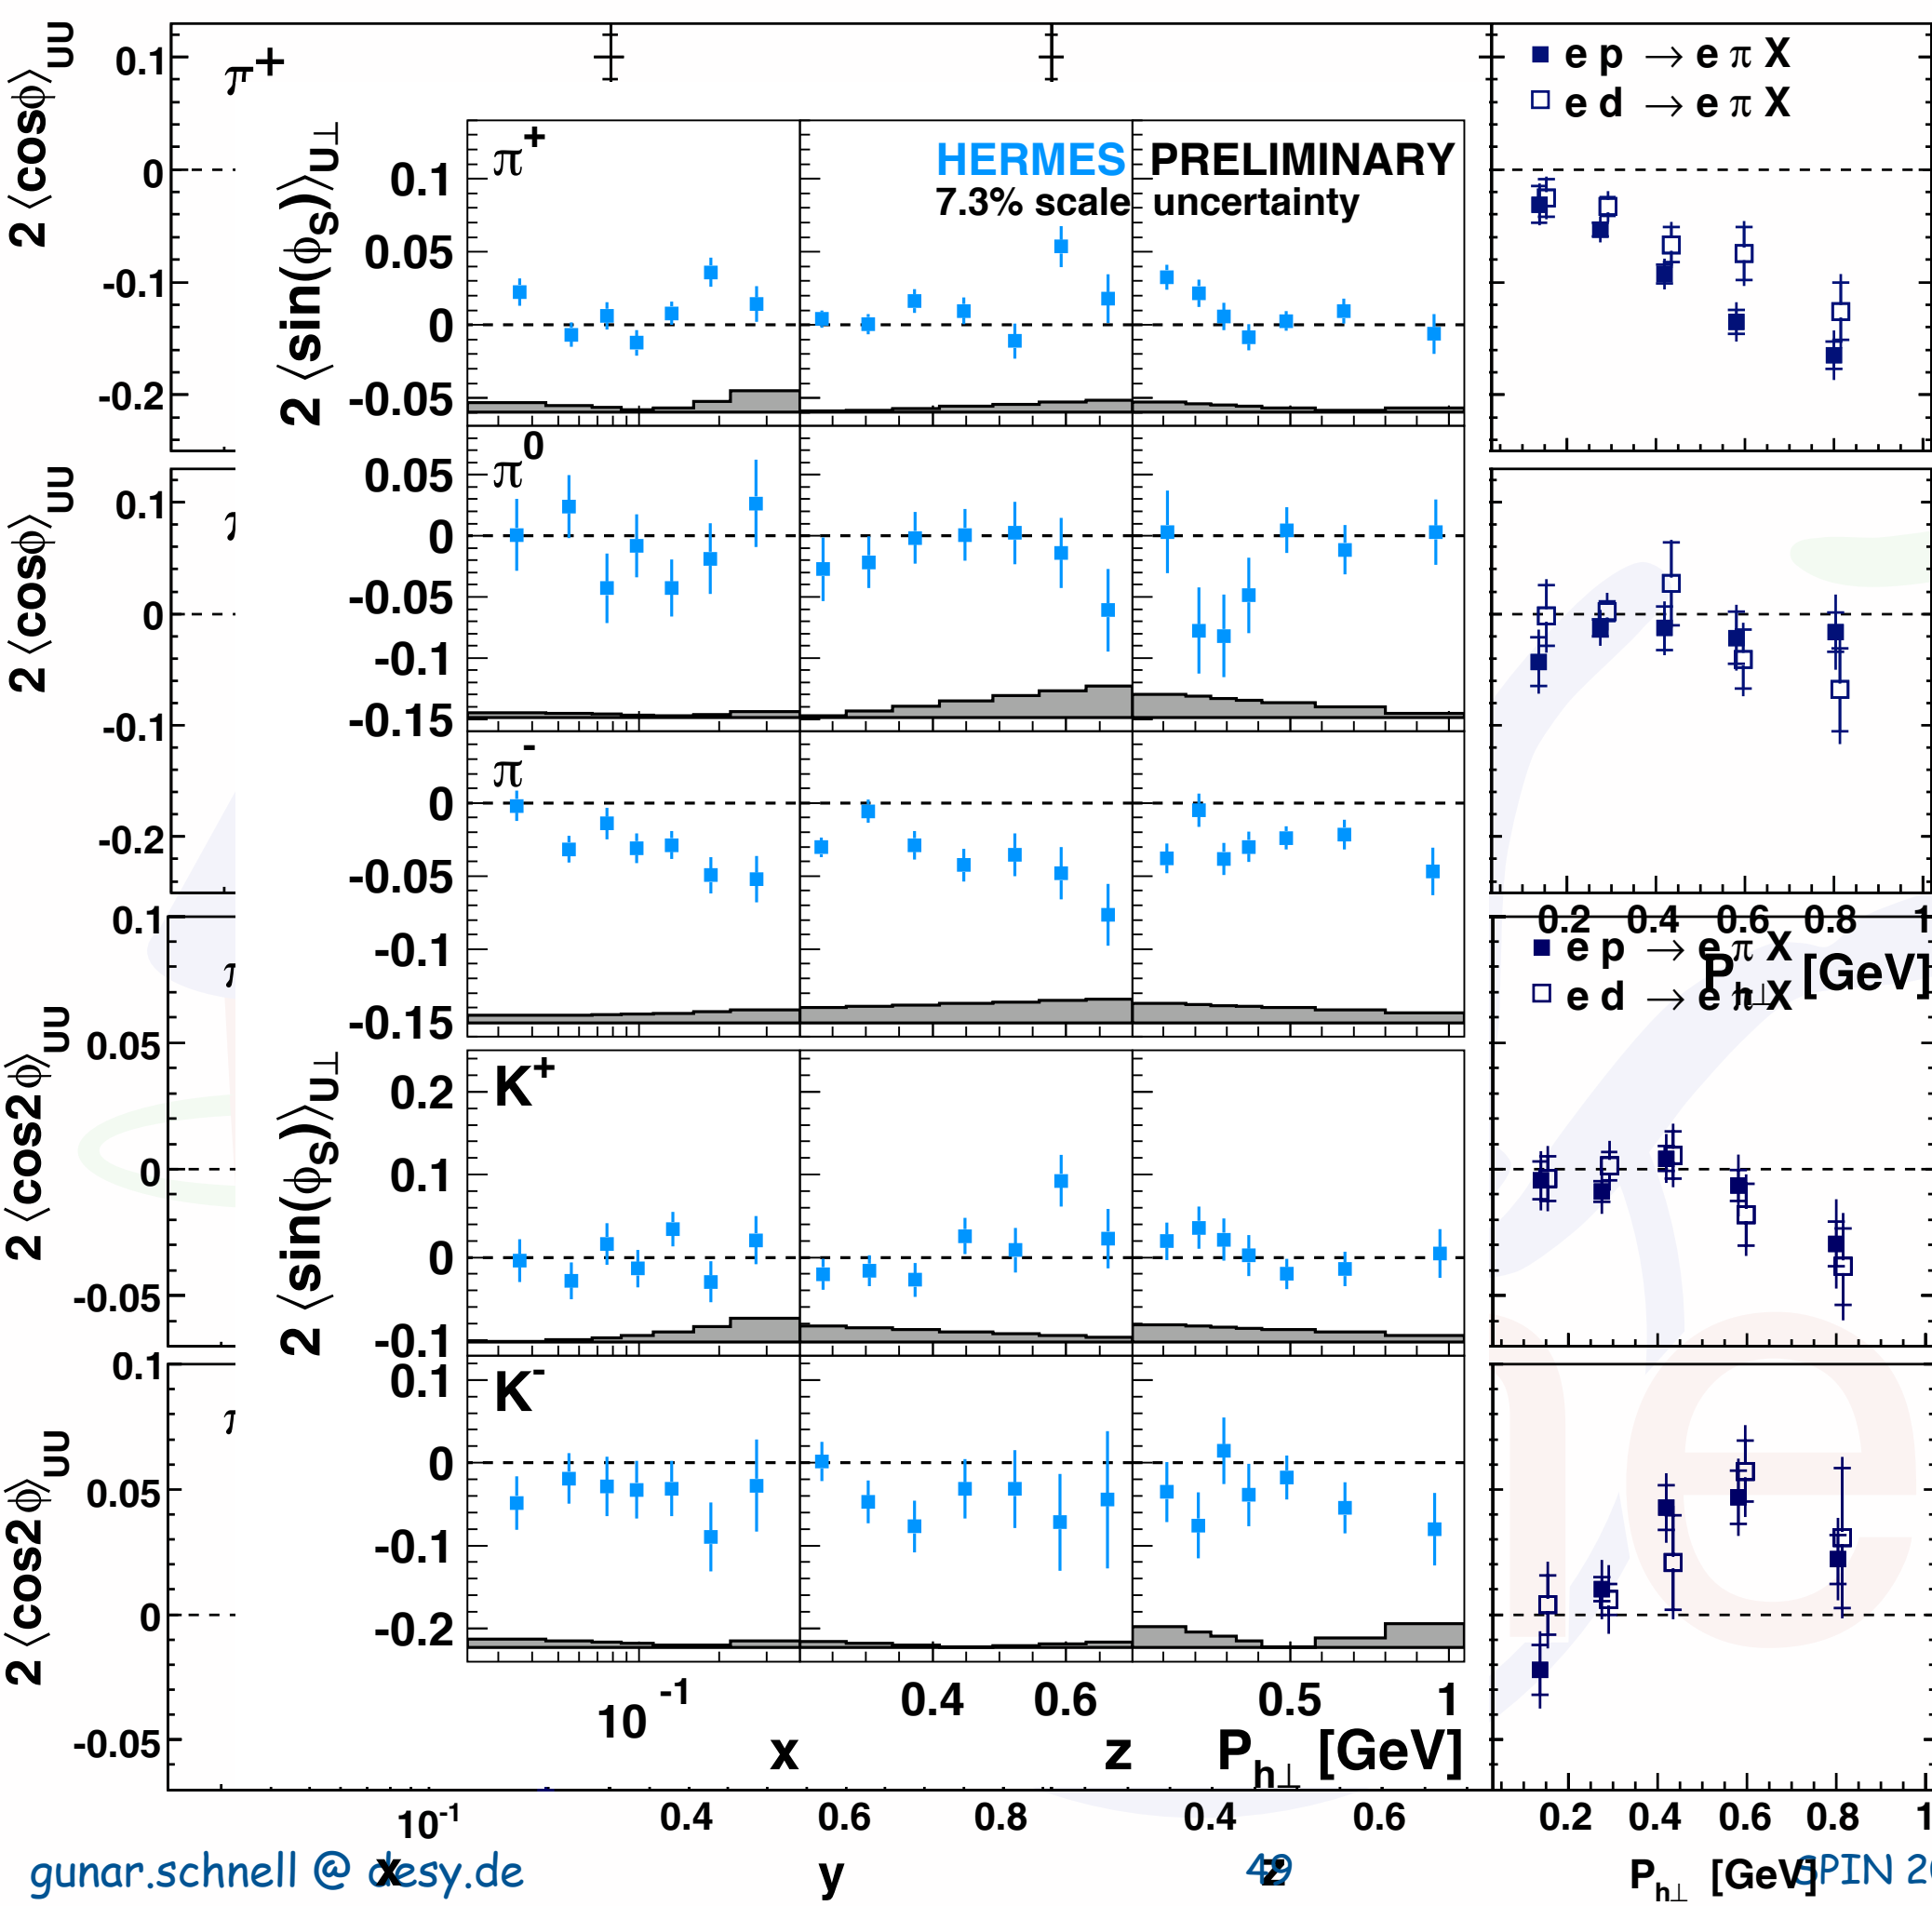 2 ⟨cosϕ⟩UU
0.1
0
-0.1
-0.2
π+
2 ⟨cosϕ⟩UU
0.1
0
-0.1
-0.2
2 ⟨cos2ϕ⟩UU
0.1
0.05
0
-0.05
2 ⟨cos2ϕ⟩UU
0.1
0.05
0
-0.05
2 ⟨sin(ϕS)⟩U⊥
π+
HERMES PRELIMINARY
7.3% scale uncertainty
0.1
0.05
0
-0.05
π0
0.05
0
-0.05
-0.1
-0.15
π-
0
-0.05
-0.1
-0.15
2 ⟨sin(ϕS)⟩U⊥
K+
0.2
0.1
0
-0.1
K-
0.1
0
-0.1
-0.2
10-1 0.4 0.6 0.5 1
x z Ph⊥ [GeV]
e p → e π X
e d → e π X
0.2 0.4 0.6 0.8 1
Ph⊥ [GeV]
e p → e π X
e d → e π X
10-1 0.4 0.6 0.8 0.4 0.6 0.2 0.4 0.6 0.8 1
x y z Ph⊥ [GeV]
gunar.schnell @ desy.de 49 SPIN